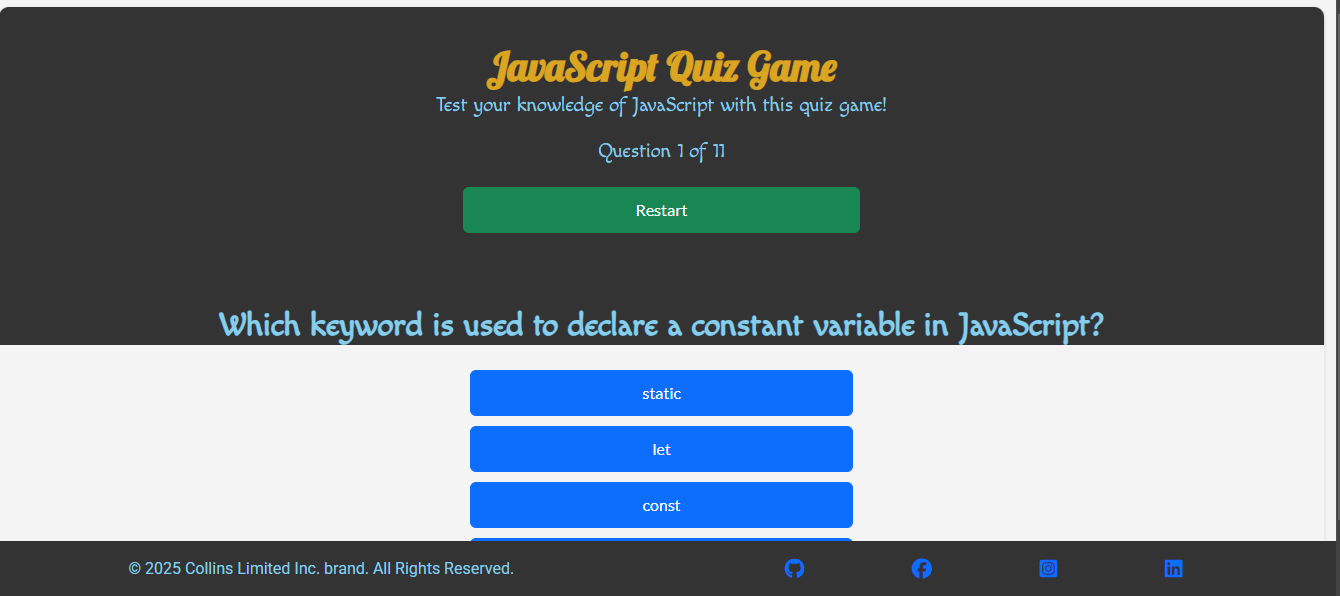 JavaScript Quiz Game
Test your knowledge of JavaScript with this quiz game!
Question 1 of 11
Restart
Which keyword is used to declare a constant variable in JavaScript?
static
let
const
© 2025 Collins Limited Inc. brand. All Rights Reserved.